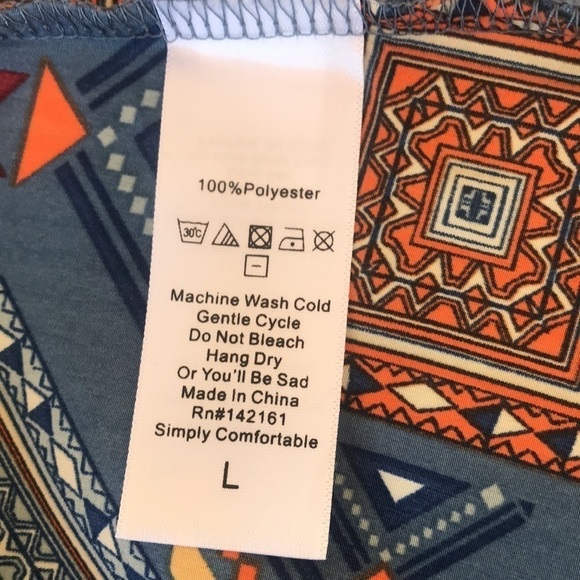 100%Polyester
30°C
Machine Wash Cold
Gentle Cycle
Do Not Bleach
Hang Dry
Or You'll Be Sad
Made In China
Rn#142161
Simply Comfortable
L